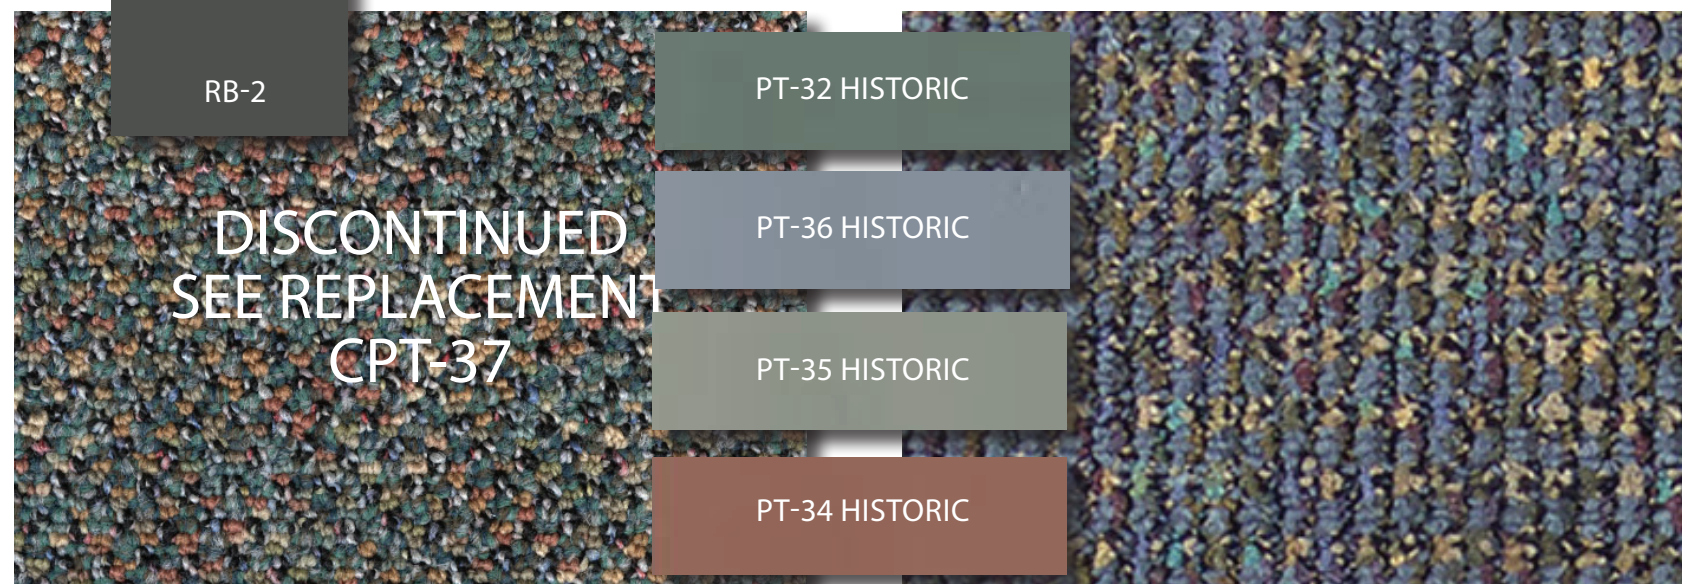 RB-2
DISCONTINUED
SEE REPLACEMENT
CPT-37
PT-32 HISTORIC
PT-36 HISTORIC
PT-35 HISTORIC
PT-34 HISTORIC